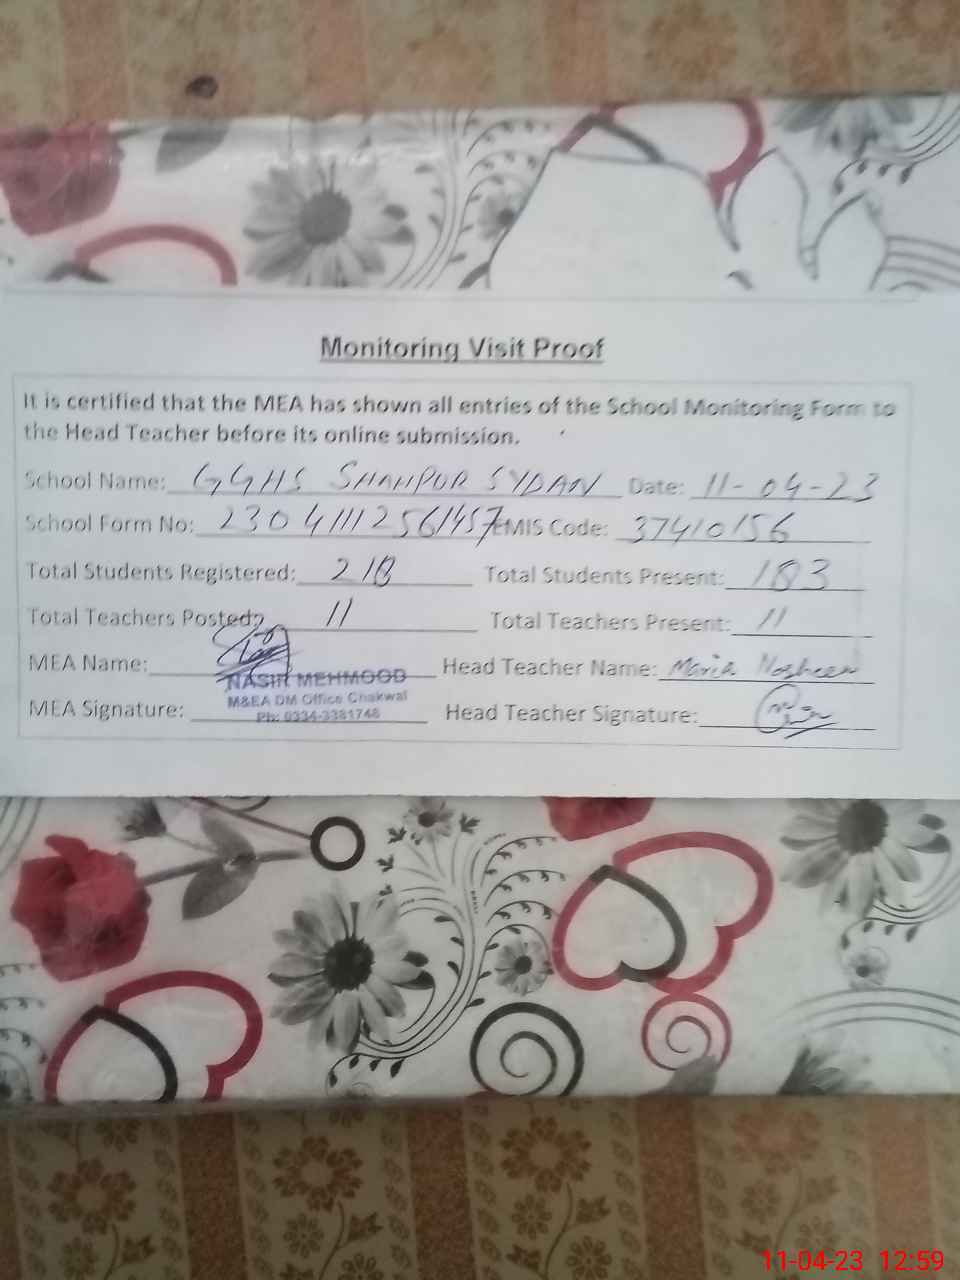 Monitoring Visit Proof
It is certified that the MEA has shown all entries of the School Monitoring Form to
the Head Teacher before its online submission.
School Name: GGHS SHAHPUR SYDAN Date: 11-04-23
School Form No: 23041112561457 EMIS Code: 37410156
Total Students Registered: 218 Total Students Present: 183
Total Teachers Posted: 11 Total Teachers Present: 11
MEA Name: Head Teacher Name: Maria Nosheen
NASIR MEHMOOD
M&EA DM Office Chakwal
Ph: 0334-3381748
MEA Signature: Head Teacher Signature:
11-04-23 12:59